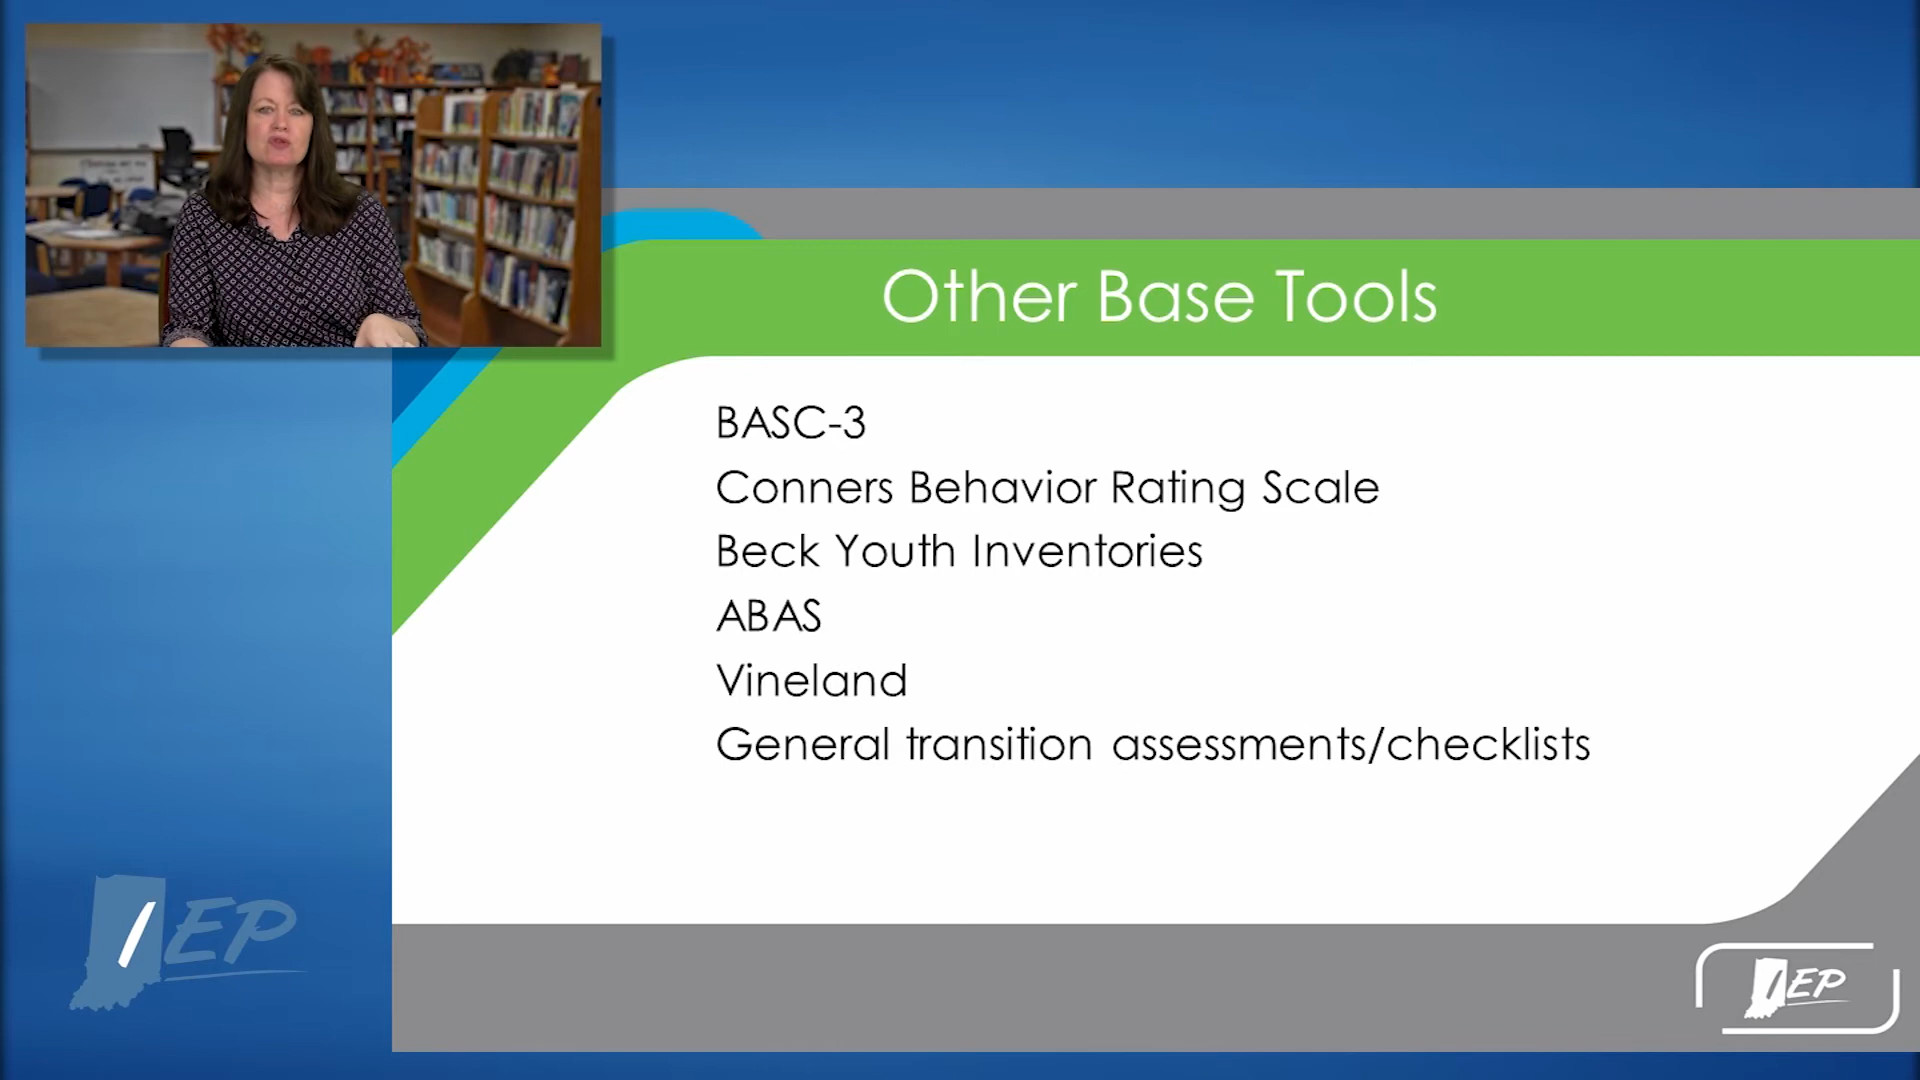 Other Base Tools
BASC-3
Conners Behavior Rating Scale
Beck Youth Inventories
ABAS
Vineland
General transition assessments/checklists
IEP
IEP